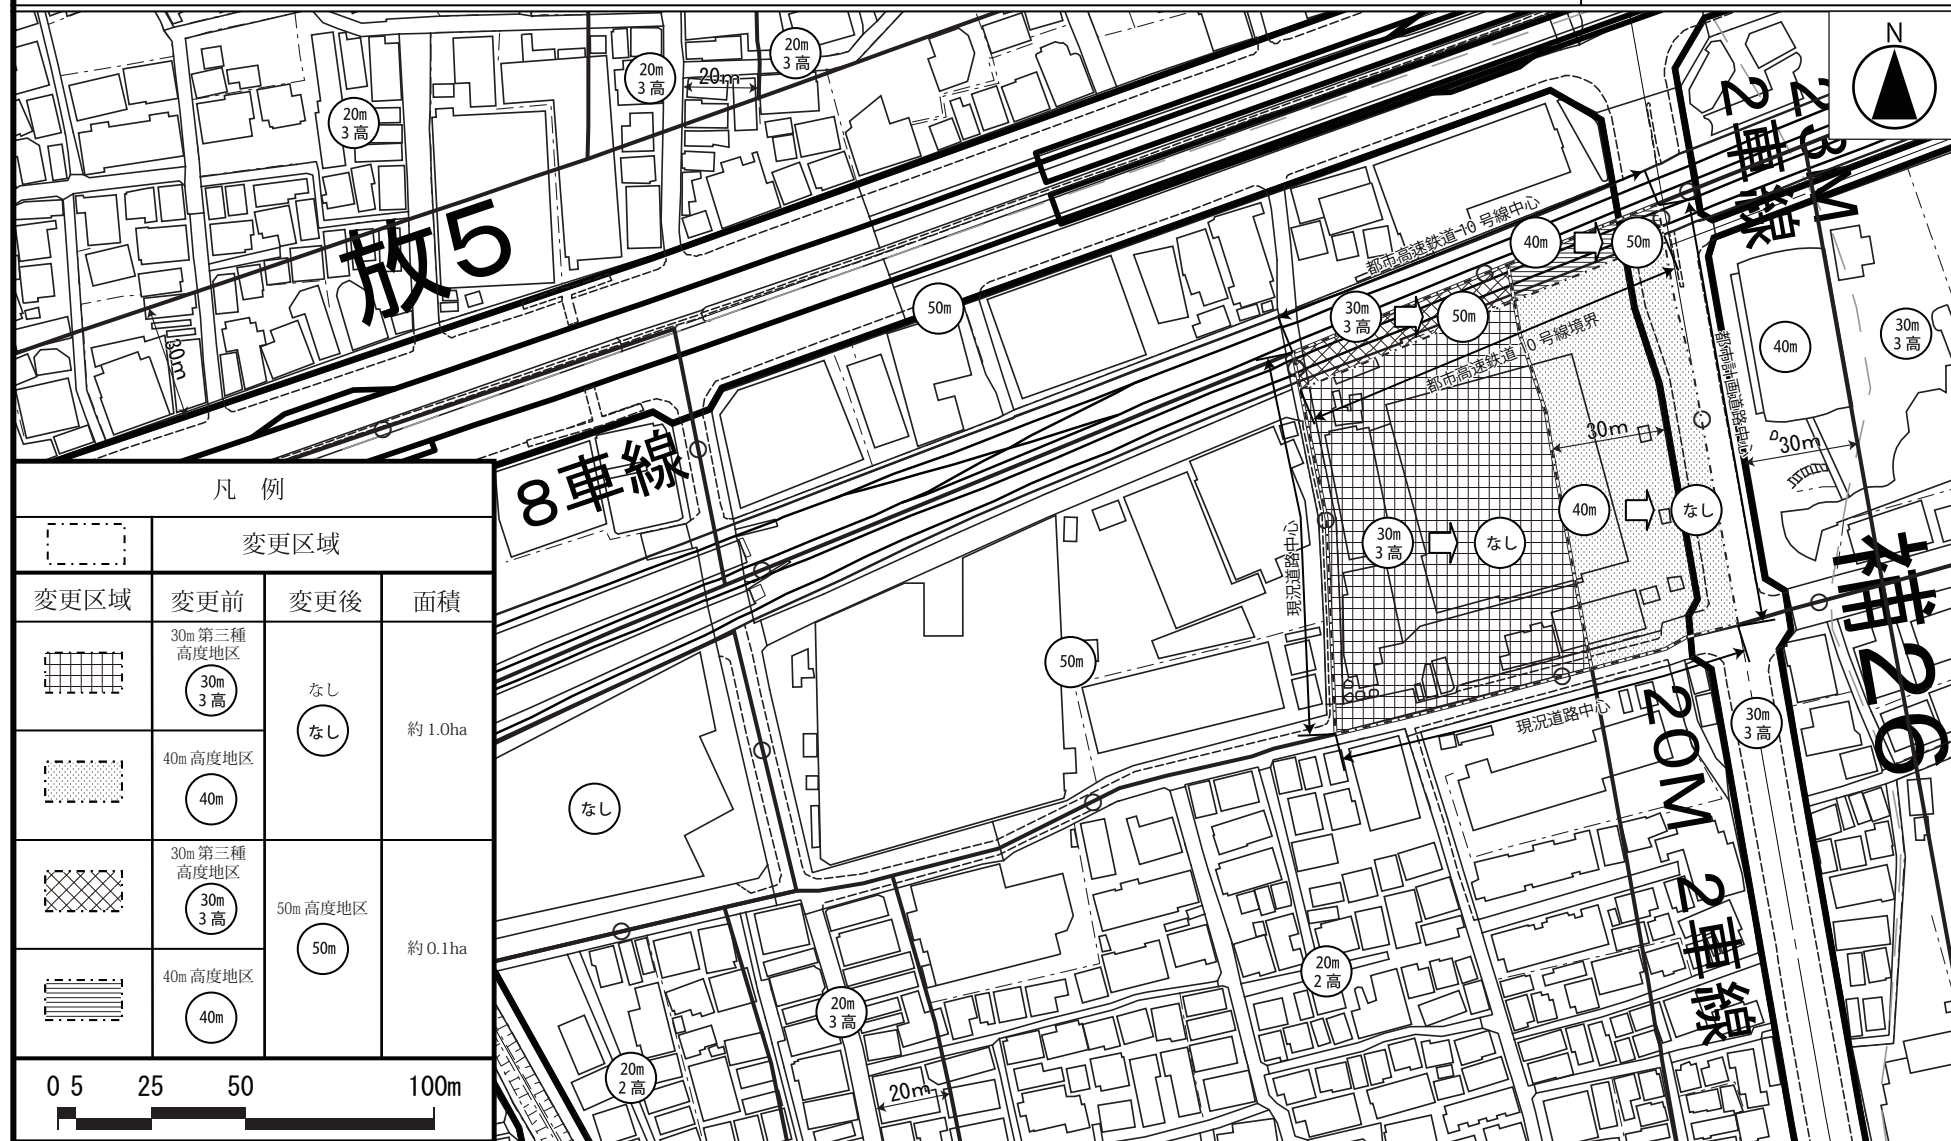 N
20m
3 高
20m
3 高
20m
3 高
20m
23M
2車線
放5
30m
50m
都市高速鉄道 10 号線中心
40m
50m
30m
3 高
50m
都市高速鉄道 10 号線境界
都市計画道路中心
40m
30m
3 高
30m
30m
8車線
現況道路中心
30m
3 高
なし
40m
なし
補26
50m
現況道路中心
20M 2車線
30m
3 高
なし
20m
2 高
20m
3 高
20m
2 高
20m
凡 例
変更区域
変更区域
変更前
変更後
面積
30m 第三種
高度地区
30m
3 高
なし
なし
約 1.0ha
40m 高度地区
40m
30m 第三種
高度地区
30m
3 高
50m 高度地区
50m
約 0.1ha
40m 高度地区
40m
0 5 25 50 100m